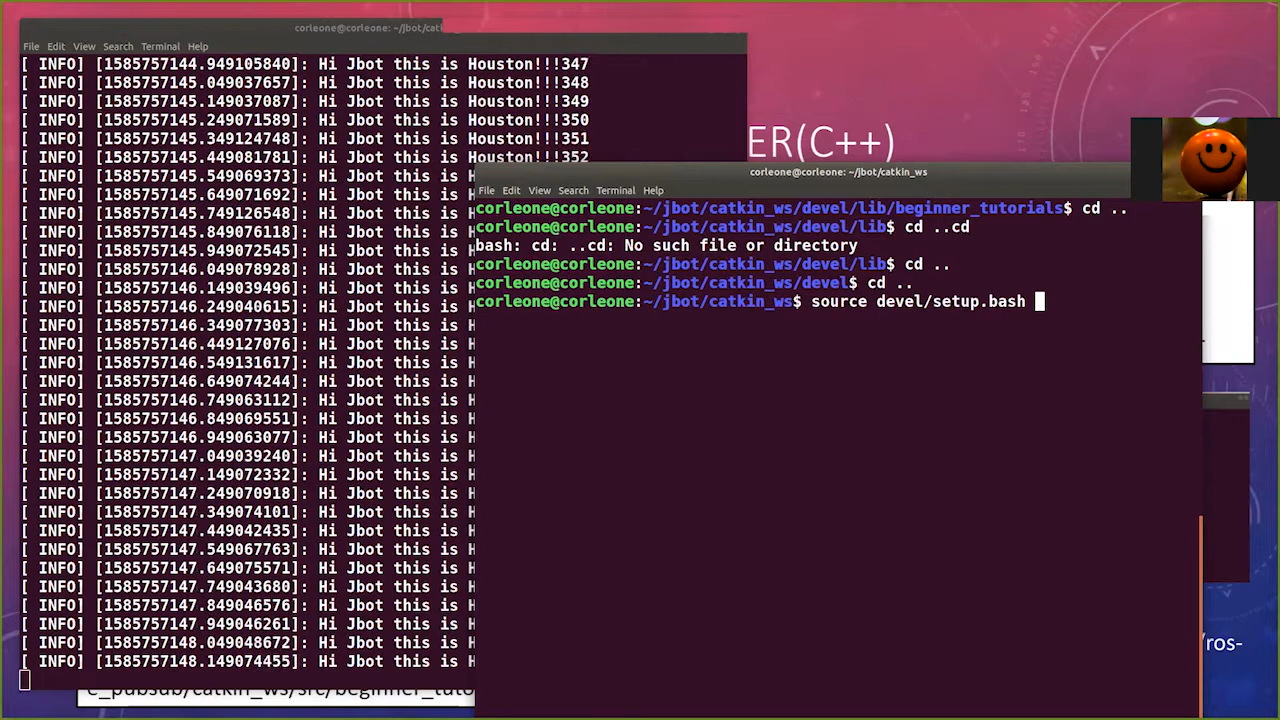 corleone@corleone: ~/jbot/catk
File Edit View Search Terminal Help
[ INFO] [1585757144.949105840]: Hi Jbot this is Houston!!!347
[ INFO] [1585757145.049037657]: Hi Jbot this is Houston!!!348
[ INFO] [1585757145.149037087]: Hi Jbot this is Houston!!!349
[ INFO] [1585757145.249071589]: Hi Jbot this is Houston!!!350
[ INFO] [1585757145.349124748]: Hi Jbot this is Houston!!!351
[ INFO] [1585757145.449081781]: Hi Jbot this is Houston!!!352
[ INFO] [1585757145.549069373]: Hi Jbot this is H
[ INFO] [1585757145.649071692]: Hi Jbot this is H
[ INFO] [1585757145.749126548]: Hi Jbot this is H
[ INFO] [1585757145.849076118]: Hi Jbot this is H
[ INFO] [1585757145.949072545]: Hi Jbot this is H
[ INFO] [1585757146.049078928]: Hi Jbot this is H
[ INFO] [1585757146.149039496]: Hi Jbot this is H
[ INFO] [1585757146.249040615]: Hi Jbot this is H
[ INFO] [1585757146.349077303]: Hi Jbot this is H
[ INFO] [1585757146.449127076]: Hi Jbot this is H
[ INFO] [1585757146.549131617]: Hi Jbot this is H
[ INFO] [1585757146.649074244]: Hi Jbot this is H
[ INFO] [1585757146.749063112]: Hi Jbot this is H
[ INFO] [1585757146.849069551]: Hi Jbot this is H
[ INFO] [1585757146.949063077]: Hi Jbot this is H
[ INFO] [1585757147.049039240]: Hi Jbot this is H
[ INFO] [1585757147.149072332]: Hi Jbot this is H
[ INFO] [1585757147.249070918]: Hi Jbot this is H
[ INFO] [1585757147.349074101]: Hi Jbot this is H
[ INFO] [1585757147.449042435]: Hi Jbot this is H
[ INFO] [1585757147.549067763]: Hi Jbot this is H
[ INFO] [1585757147.649075571]: Hi Jbot this is H
[ INFO] [1585757147.749043680]: Hi Jbot this is H
[ INFO] [1585757147.849046576]: Hi Jbot this is H
[ INFO] [1585757147.949046261]: Hi Jbot this is H
[ INFO] [1585757148.049048672]: Hi Jbot this is H
[ INFO] [1585757148.149074455]: Hi Jbot this is H
ER(C++)
corleone@corleone: ~/jbot/catkin_ws
File Edit View Search Terminal Help
corleone@corleone:~/jbot/catkin_ws/devel/lib/beginner_tutorials$ cd ..
corleone@corleone:~/jbot/catkin_ws/devel/lib$ cd ..cd
bash: cd: ..cd: No such file or directory
corleone@corleone:~/jbot/catkin_ws/devel/lib$ cd ..
corleone@corleone:~/jbot/catkin_ws/devel$ cd ..
corleone@corleone:~/jbot/catkin_ws$ source devel/setup.bash
/ros-
c_pubsub/catkin_ws/src/beginner_tuto